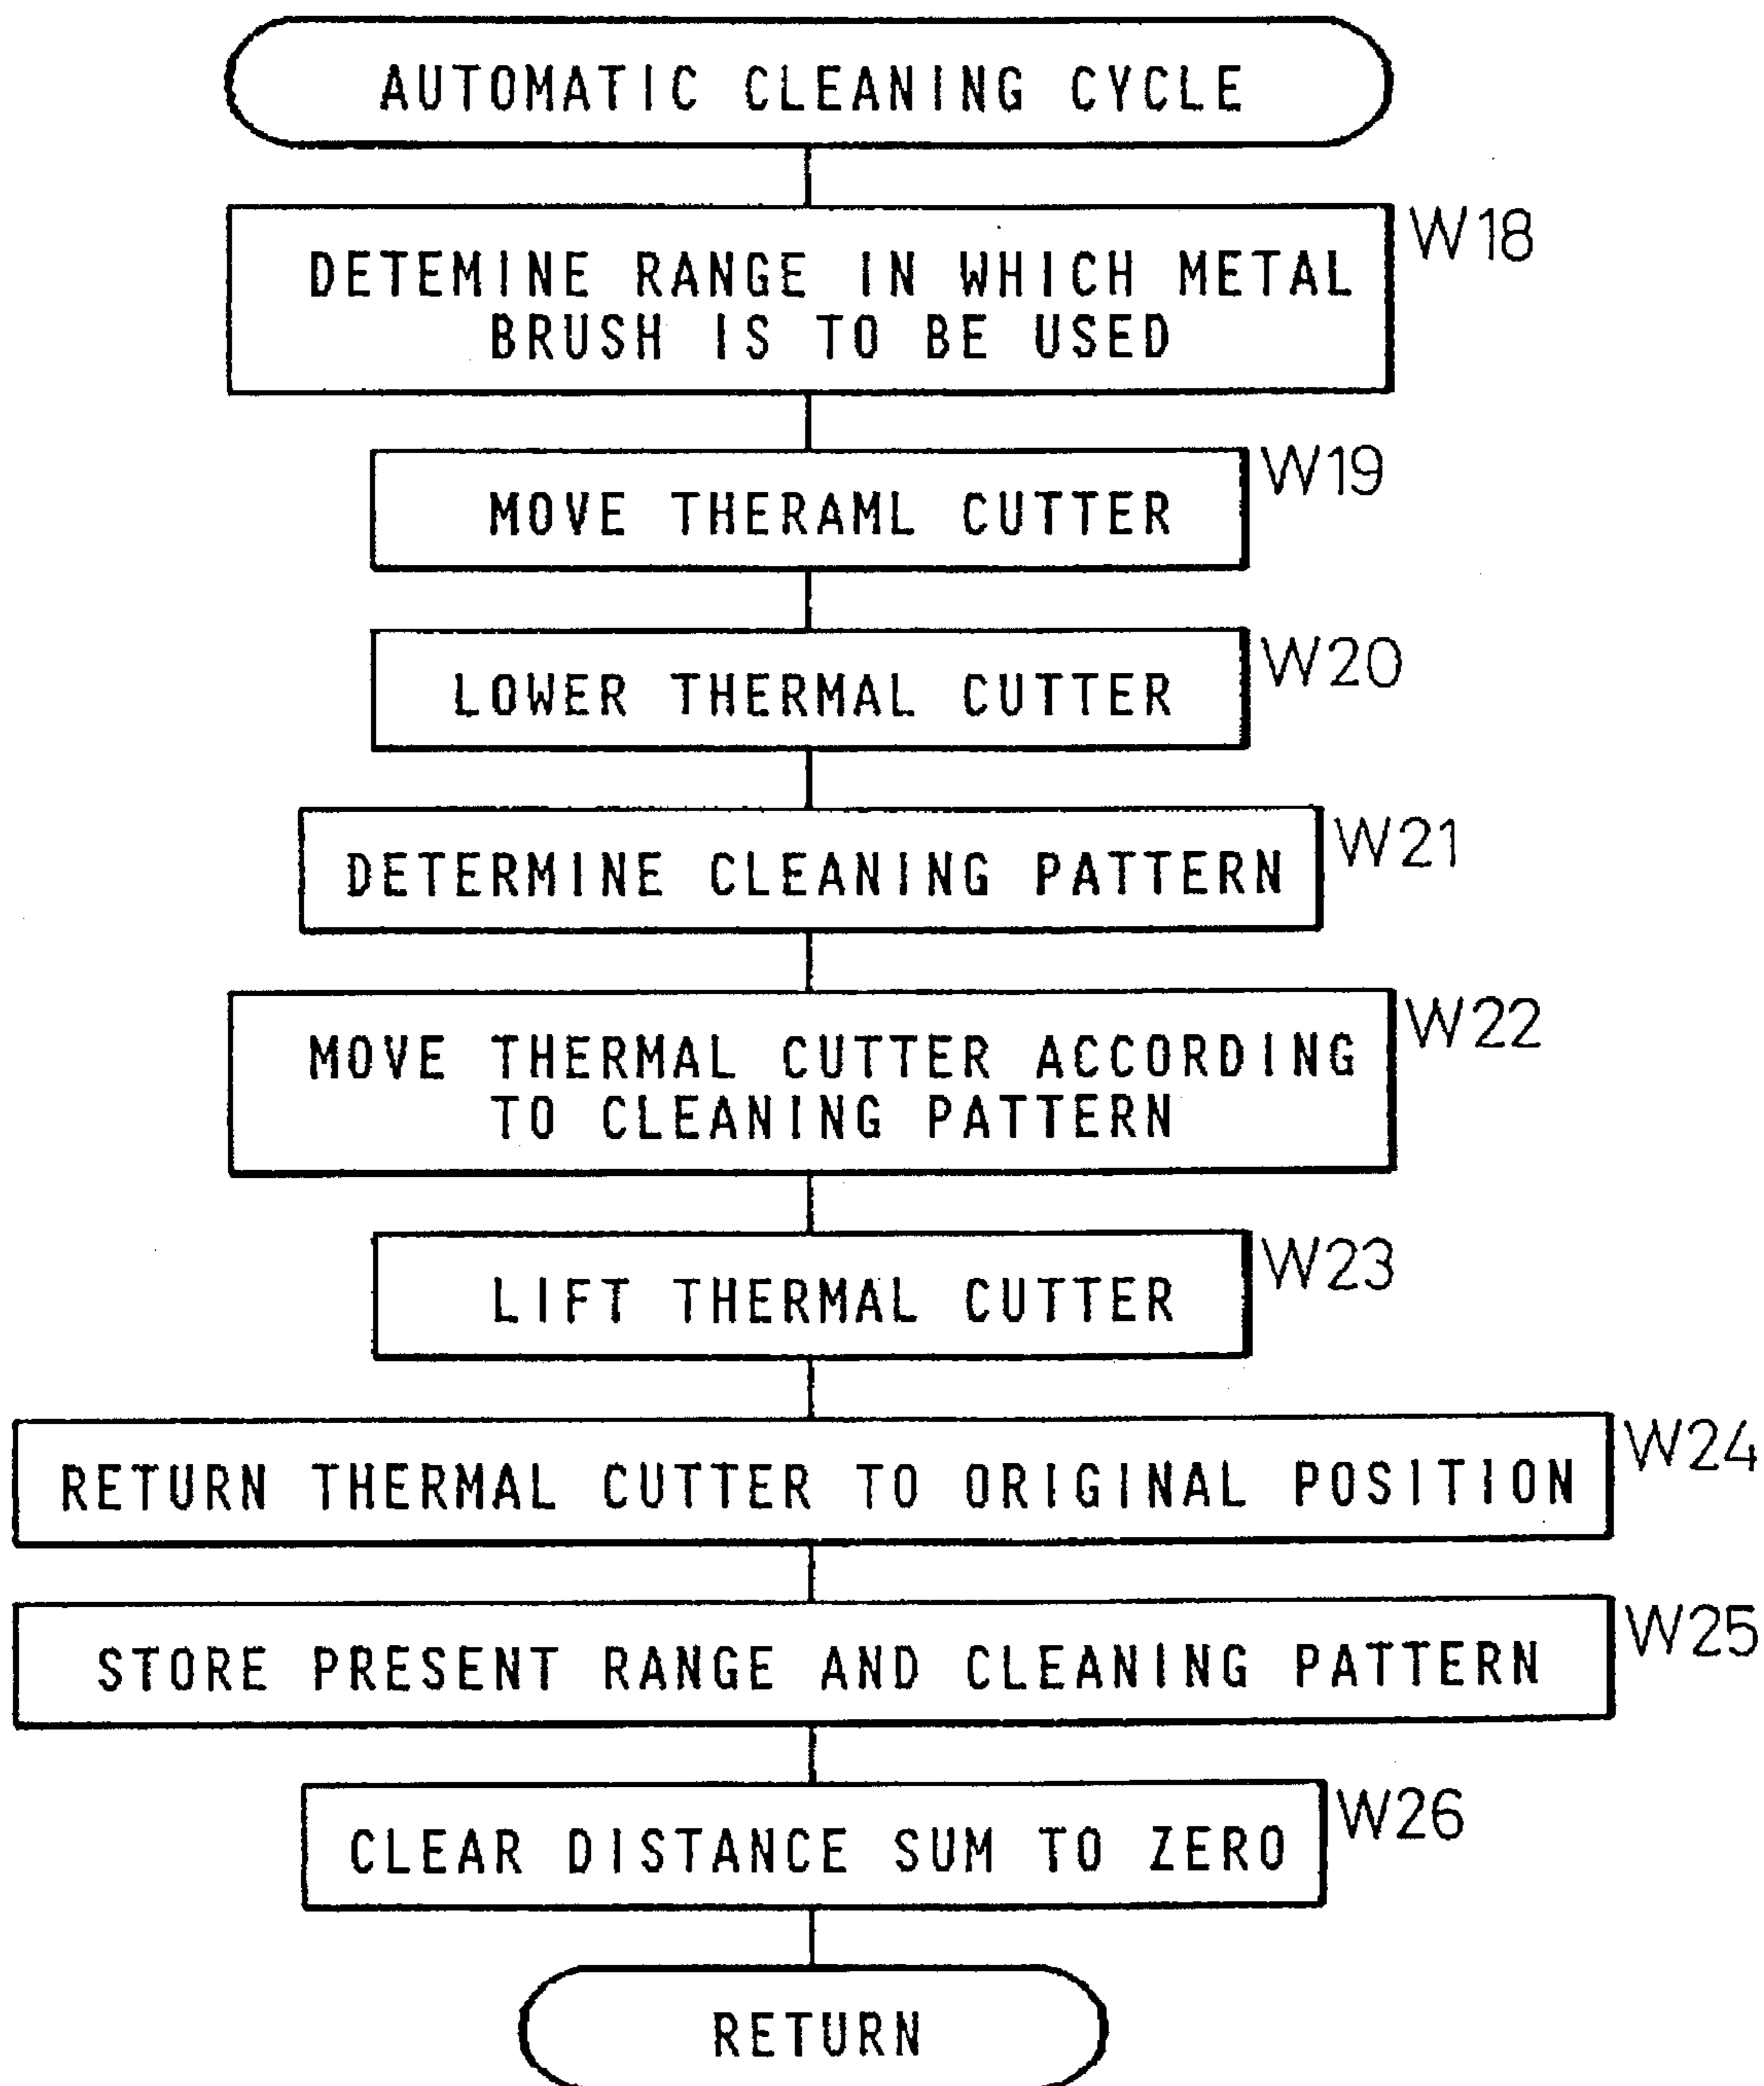 AUTOMATIC CLEANING CYCLE
W18
DETEMINE RANGE IN WHICH METAL
BRUSH IS TO BE USED
W19
MOVE THERAML CUTTER
W20
LOWER THERMAL CUTTER
W21
DETERMINE CLEANING PATTERN
W22
MOVE THERMAL CUTTER ACCORDING
TO CLEANING PATTERN
W23
LIFT THERMAL CUTTER
W24
RETURN THERMAL CUTTER TO ORIGINAL POSITION
W25
STORE PRESENT RANGE AND CLEANING PATTERN
W26
CLEAR DISTANCE SUM TO ZERO
RETURN